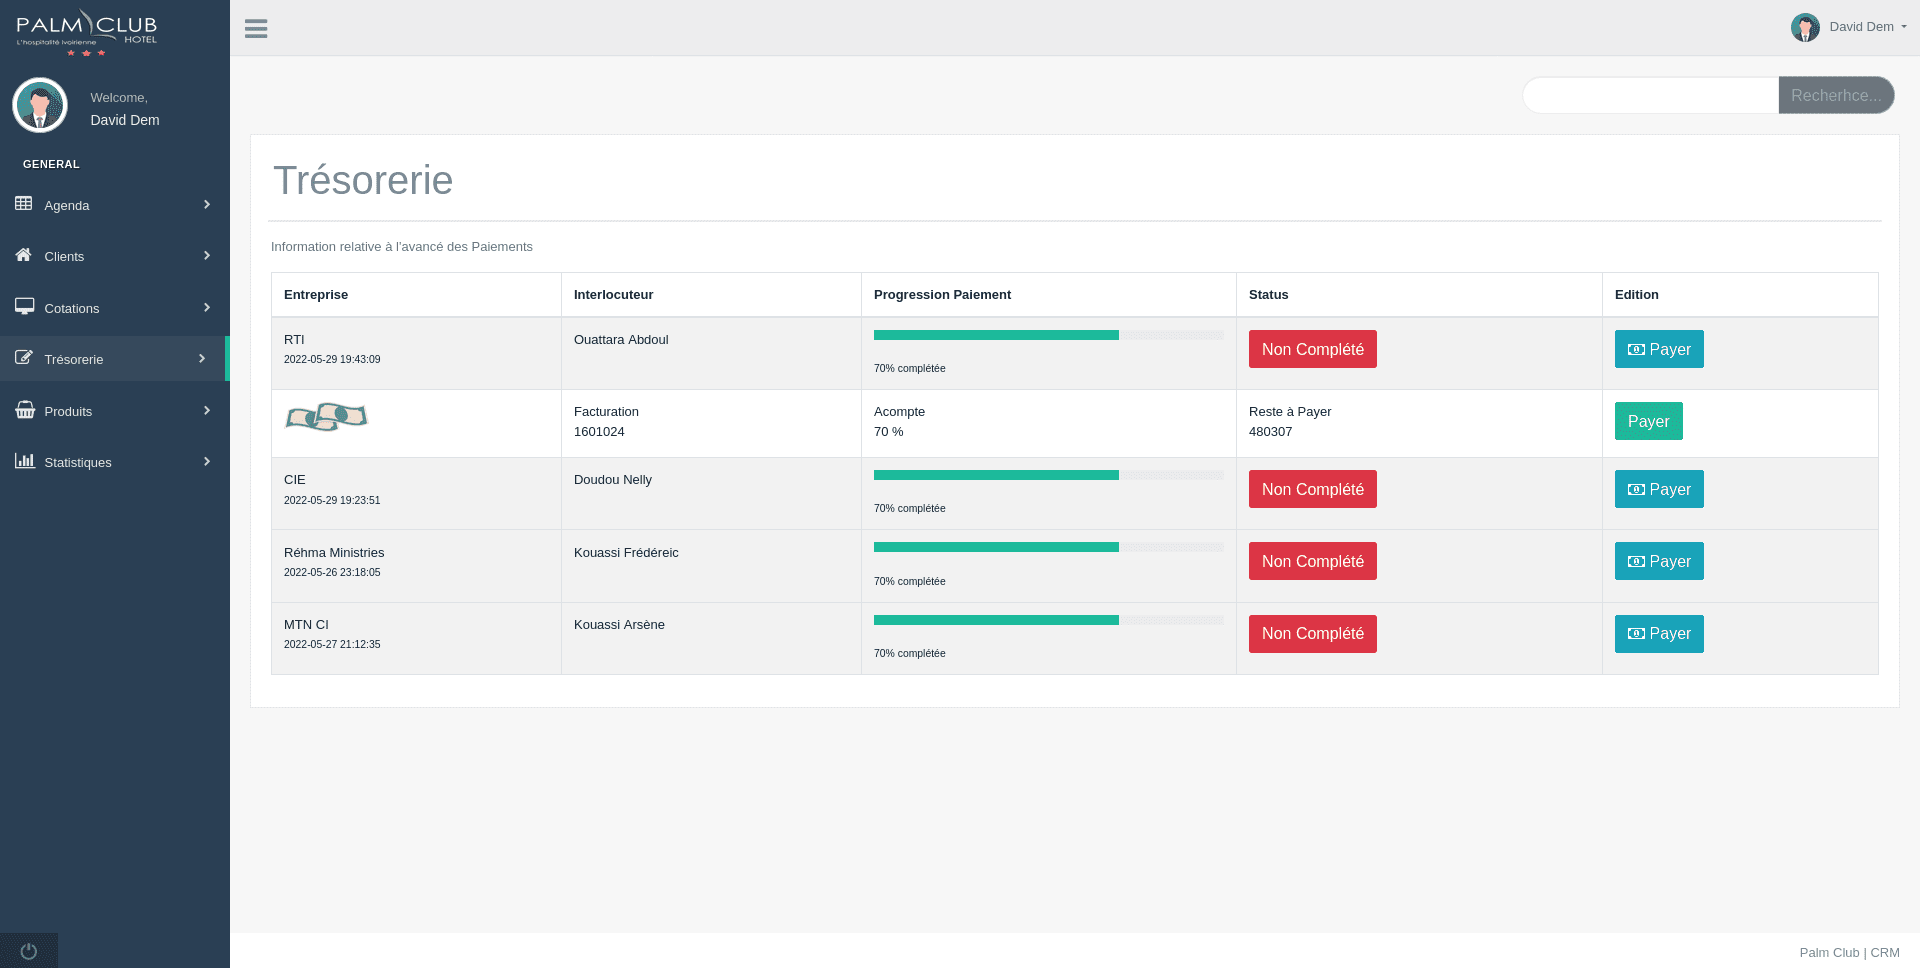 PALM CLUB
L'hospitalité Ivoirienne HOTEL
Welcome,
David Dem
GENERAL
Agenda
Clients
Cotations
Trésorerie
Produits
Statistiques
David Dem
Recherhce...
Trésorerie
Information relative à l'avancé des Paiements
Entreprise Interlocuteur Progression Paiement Status Edition
RTI Ouattara Abdoul Non Complété Payer
2022-05-29 19:43:09 70% complétée
Facturation Acompte Reste à Payer Payer
1601024 70 % 480307
CIE Doudou Nelly Non Complété Payer
2022-05-29 19:23:51 70% complétée
Réhma Ministries Kouassi Frédéreic Non Complété Payer
2022-05-26 23:18:05 70% complétée
MTN CI Kouassi Arsène Non Complété Payer
2022-05-27 21:12:35 70% complétée
Palm Club | CRM